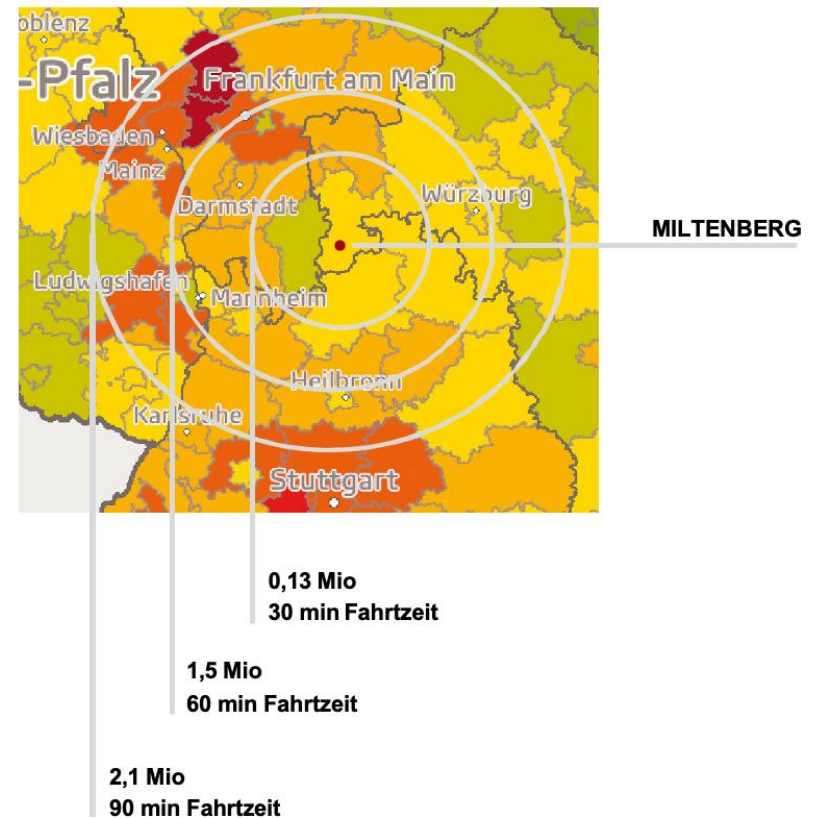 oblenz
-Pfalz
Frankfurt am Main
Wiesbaden
Mainz
Darmstadt
Würzburg
MILTENBERG
Ludwigshafen
Mannheim
Heilbronn
Karlsruhe
Stuttgart
0,13 Mio
30 min Fahrtzeit
1,5 Mio
60 min Fahrtzeit
2,1 Mio
90 min Fahrtzeit